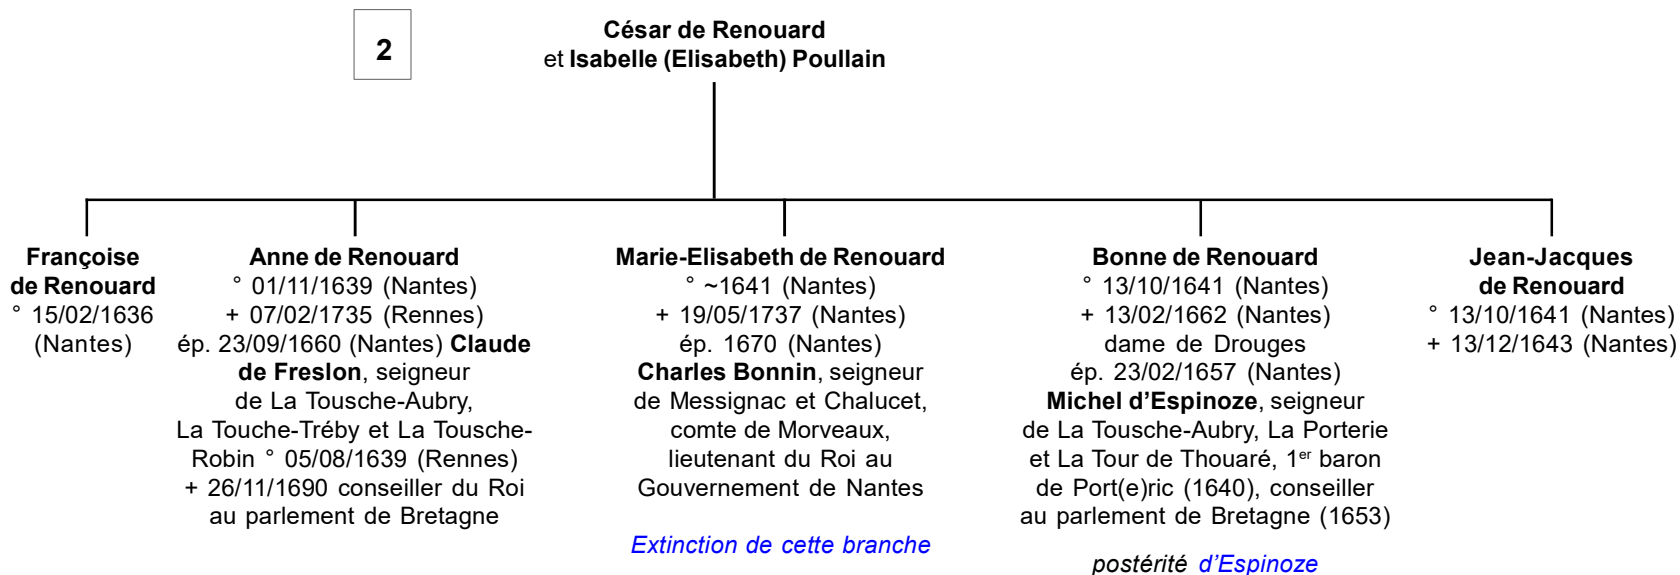 2
César de Renouard
et Isabelle (Elisabeth) Poullain
Françoise
de Renouard
° 15/02/1636
(Nantes)
Anne de Renouard
° 01/11/1639 (Nantes)
+ 07/02/1735 (Rennes)
ép. 23/09/1660 (Nantes) Claude
de Freslon, seigneur
de La Tousche-Aubry,
La Touche-Tréby et La Tousche-
Robin ° 05/08/1639 (Rennes)
+ 26/11/1690 conseiller du Roi
au parlement de Bretagne
Marie-Elisabeth de Renouard
° ~1641 (Nantes)
+ 19/05/1737 (Nantes)
ép. 1670 (Nantes)
Charles Bonnin, seigneur
de Messignac et Chalucet,
comte de Morveaux,
lieutenant du Roi au
Gouvernement de Nantes
Extinction de cette branche
Bonne de Renouard
° 13/10/1641 (Nantes)
+ 13/02/1662 (Nantes)
dame de Drouges
ép. 23/02/1657 (Nantes)
Michel d’Espinoze, seigneur
de La Tousche-Aubry, La Porterie
et La Tour de Thouaré, 1er baron
de Port(e)ric (1640), conseiller
au parlement de Bretagne (1653)
postérité d’Espinoze
Jean-Jacques
de Renouard
° 13/10/1641 (Nantes)
+ 13/12/1643 (Nantes)